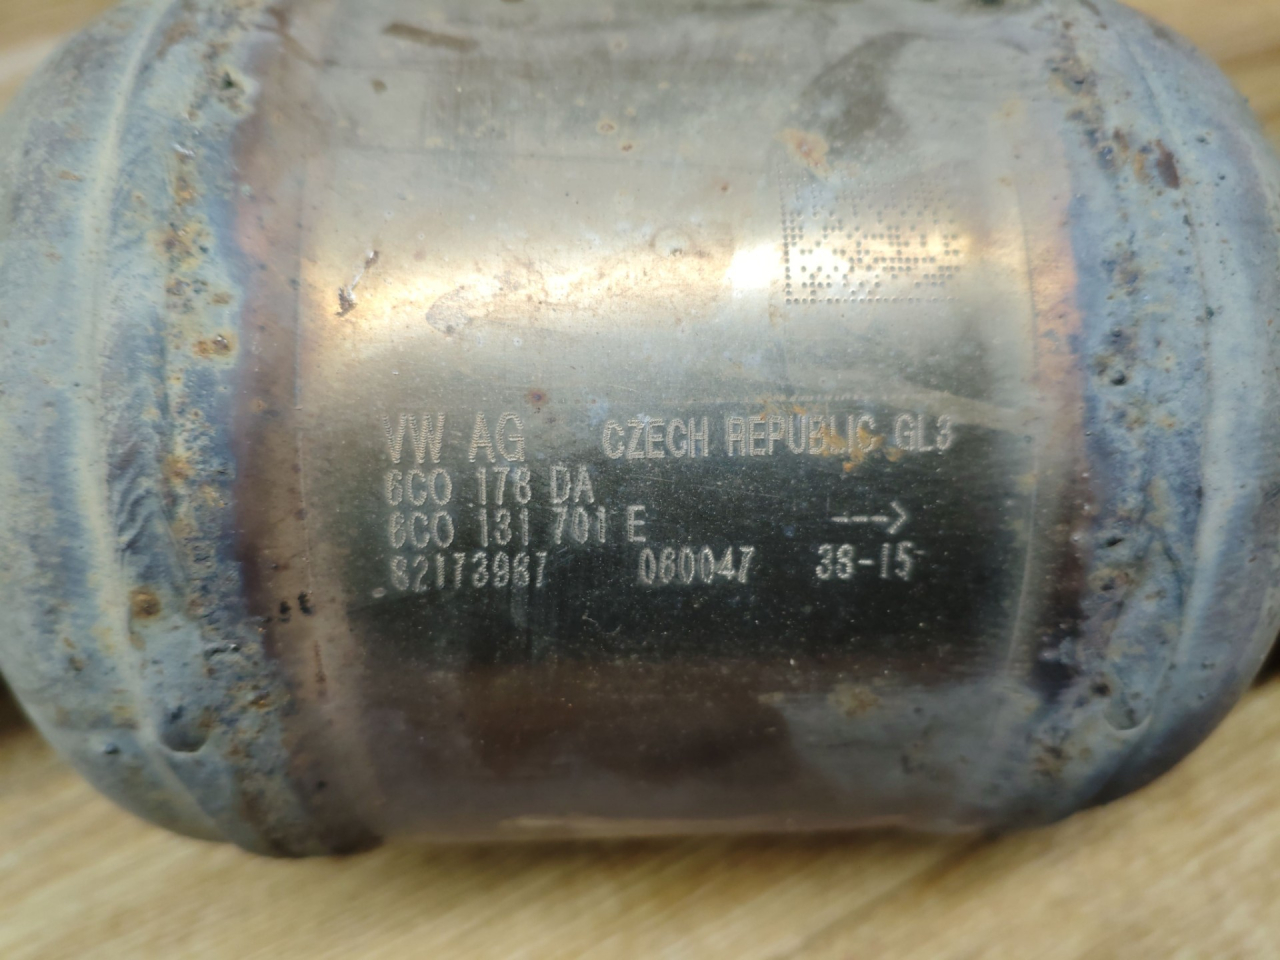 VW AG CZECH REPUBLIC GL3
6C0 178 DA
6C0 131 701 E --->
82173987 060047 38-15